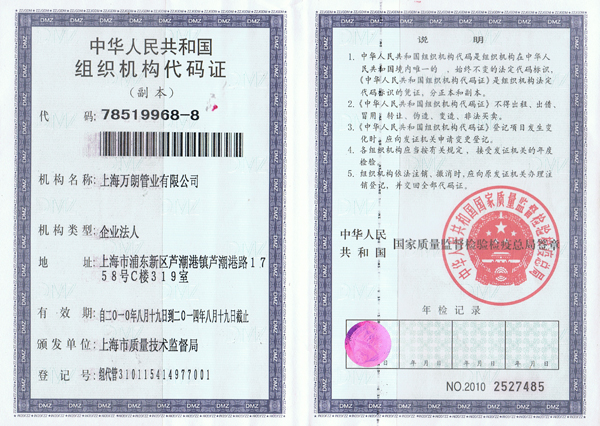 中华人民共和国
组织机构代码证
(副本)
代 码: 78519968-8
机构名称: 上海万朗管业有限公司
机构类型: 企业法人
地 址: 上海市浦东新区芦潮港镇芦潮港路17
58号C楼319室
有 效 期: 自二〇一〇年八月十九日到二〇一四年八月十九日截止
颁发单位: 上海市质量技术监督局
登 记 号: 组代管310115414977001
说 明
1. 中华人民共和国组织机构代码是组织机构在中华人
民共和国境内唯一的、始终不变的法定代码标识,
《中华人民共和国组织机构代码证》是组织机构法定
代码标识的凭证,分正本和副本。
2.《中华人民共和国组织机构代码证》不得出租,出借,
冒用,转让,伪造,变造,非法买卖。
3.《中华人民共和国组织机构代码证》登记项目发生变
化时,应向发证机关申请变更登记。
4. 各组织机构应当按有关规定,接受发证机关的年度
检验。
5. 组织机构依法注销、撤消时,应向原发证机关办理注
销登记,并交回全部代码证。
中华人民
共和国
国家质量监督检验检疫总局签章
中华人民共和国国家质量监督检验检疫总局
年检记录
年 月 日
年 月 日
年 月 日
NO.2010 2527485